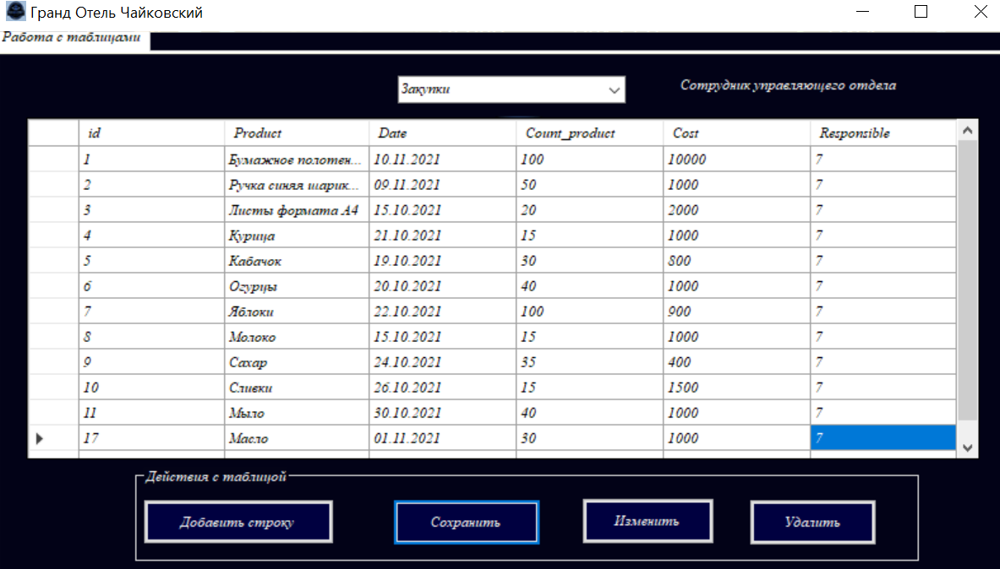 Гранд Отель Чайковский
Работа с таблицами
Закупки
Сотрудник управляющего отдела
id Product Date Count_product Cost Responsible
1 Бумажное полотен... 10.11.2021 100 10000 7
2 Ручка синяя шарик... 09.11.2021 50 1000 7
3 Листы формата А4 15.10.2021 20 2000 7
4 Курица 21.10.2021 15 1000 7
5 Кабачок 19.10.2021 30 800 7
6 Огурцы 20.10.2021 40 1000 7
7 Яблоки 22.10.2021 100 900 7
8 Молоко 15.10.2021 15 1000 7
9 Сахар 24.10.2021 35 400 7
10 Сливки 26.10.2021 15 1500 7
11 Мыло 30.10.2021 40 1000 7
17 Масло 01.11.2021 30 1000 7
Действия с таблицой
Добавить строку Сохранить Изменить Удалить